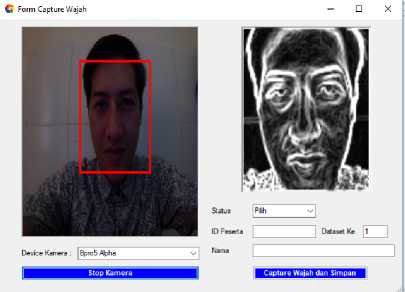 Form Capture Wajah
Status
Pilih
ID Peserta
Dataset Ke
1
Device Kamera :
Bpro5 Alpha
Nama
Stop Kamera
Capture Wajah dan Simpan